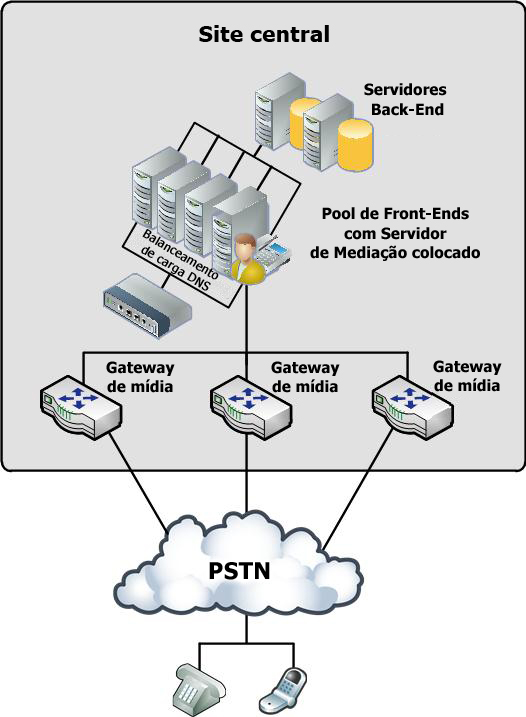 Site central
Servidores
Back-End
Pool de Front-Ends
com Servidor
de Mediação colocado
Balanceamento
de carga DNS
Gateway
de mídia
Gateway
de mídia
Gateway
de mídia
PSTN